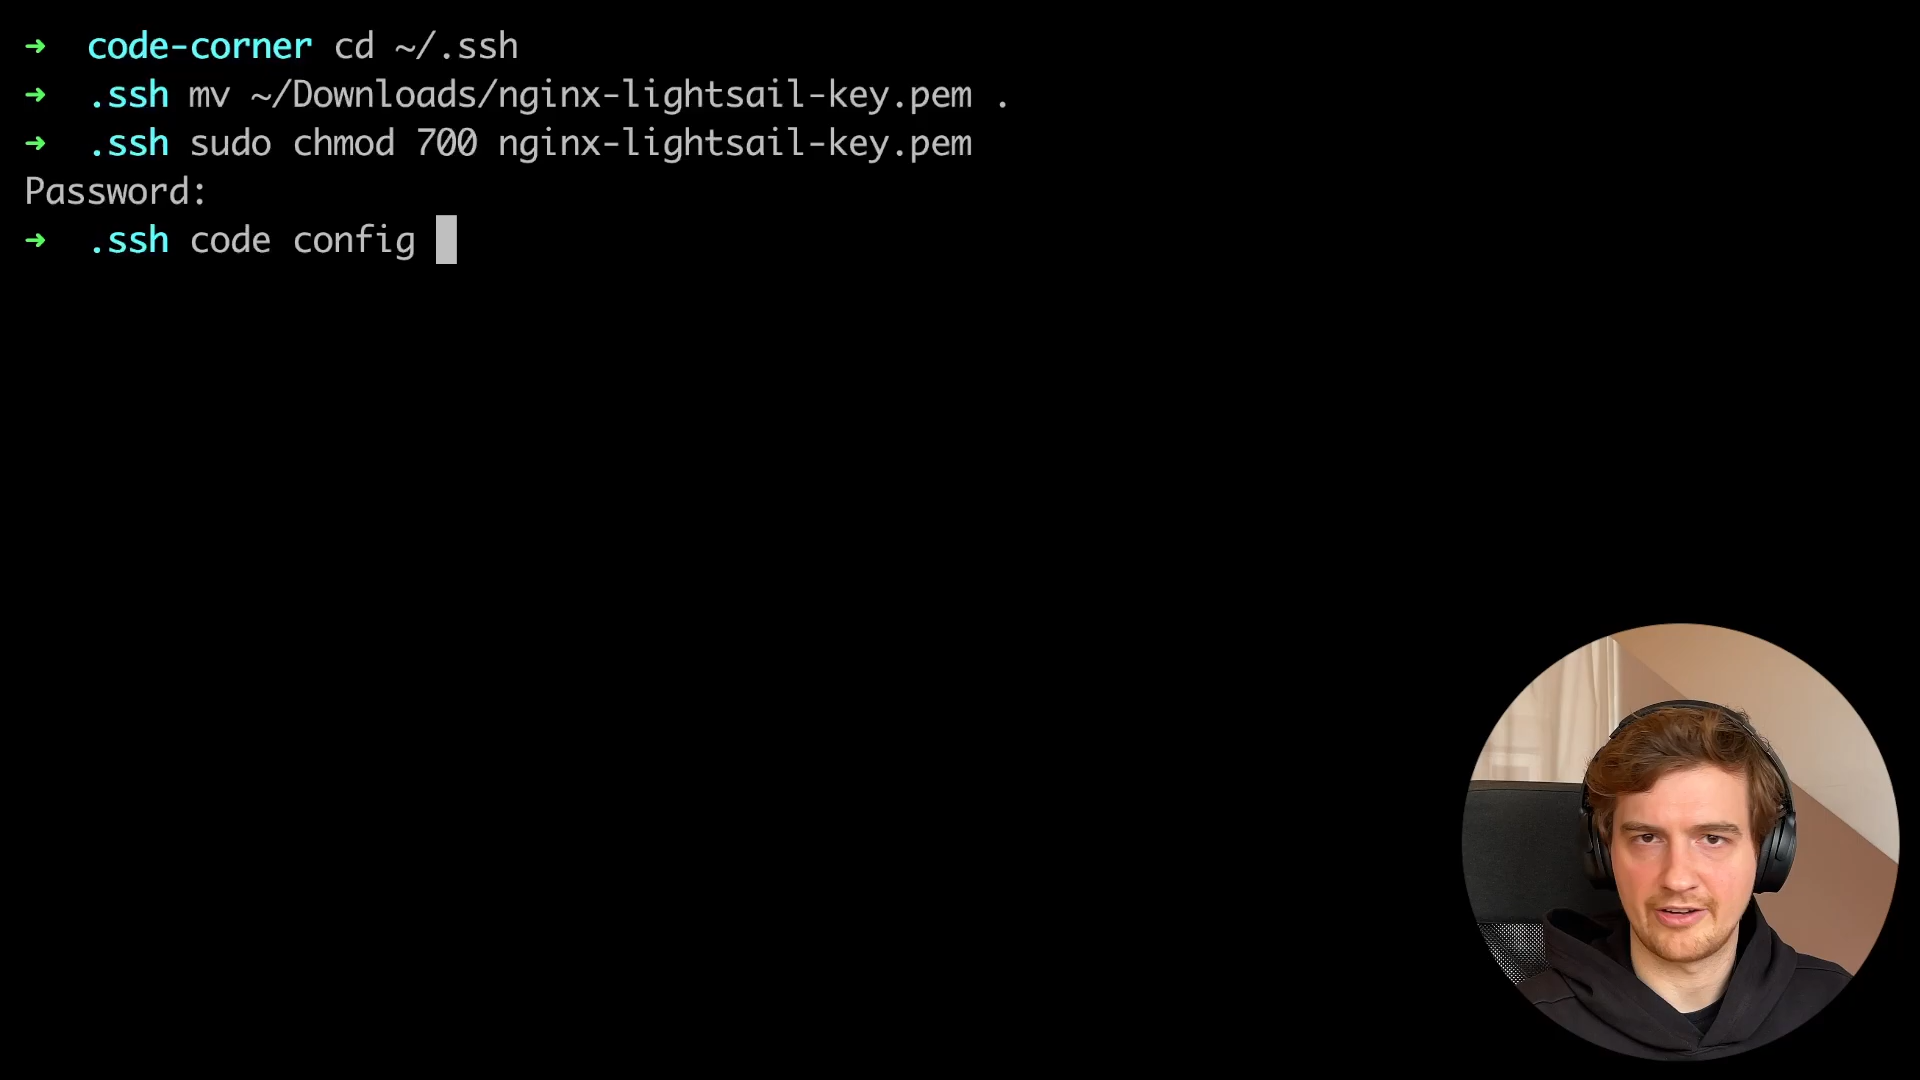 ➜ code-corner cd ~/.ssh
➜ .ssh mv ~/Downloads/nginx-lightsail-key.pem .
➜ .ssh sudo chmod 700 nginx-lightsail-key.pem
Password:
➜ .ssh code config